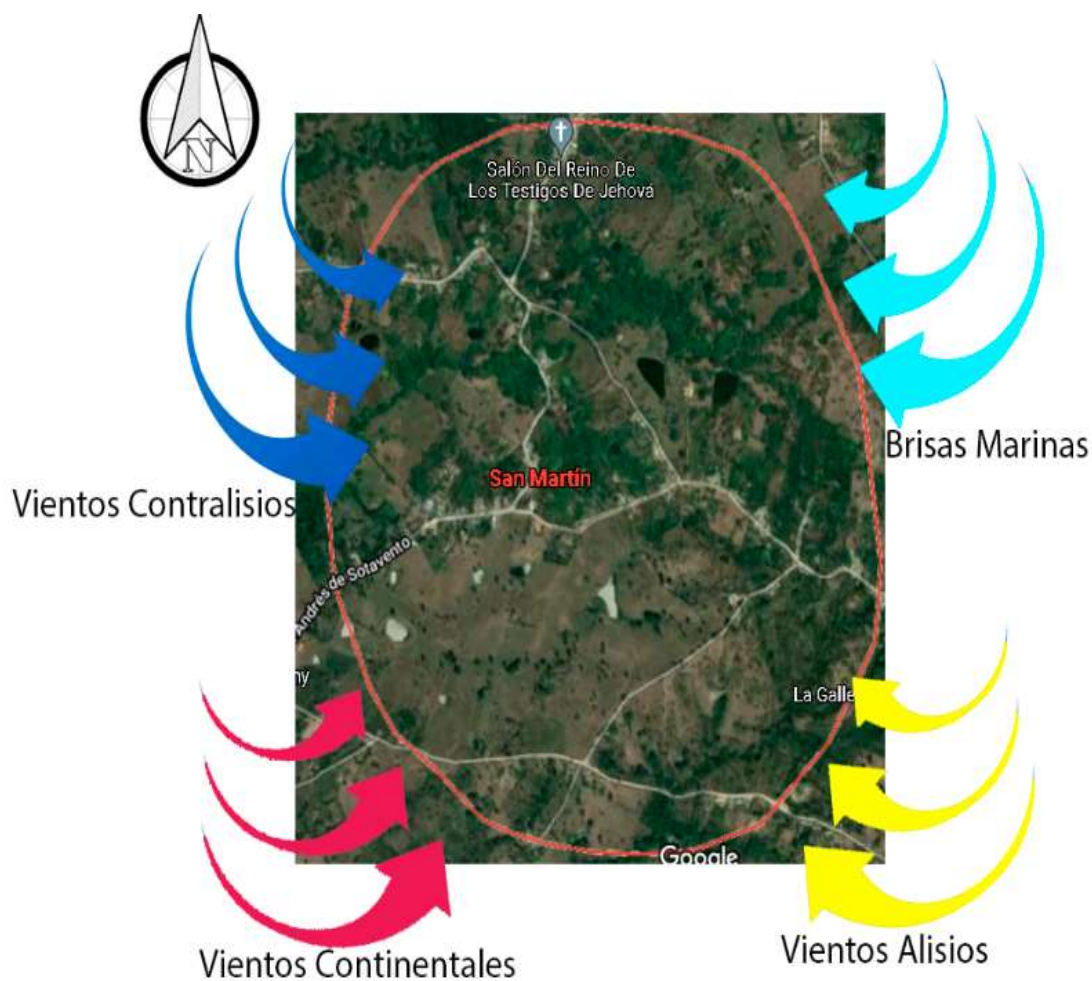 N
Salón Del Reino De
Los Testigos De Jehová
Brisas Marinas
San Martín
Vientos Contralisios
Andrés de Sotavento
ny
La Galle
Google
Vientos Alisios
Vientos Continentales